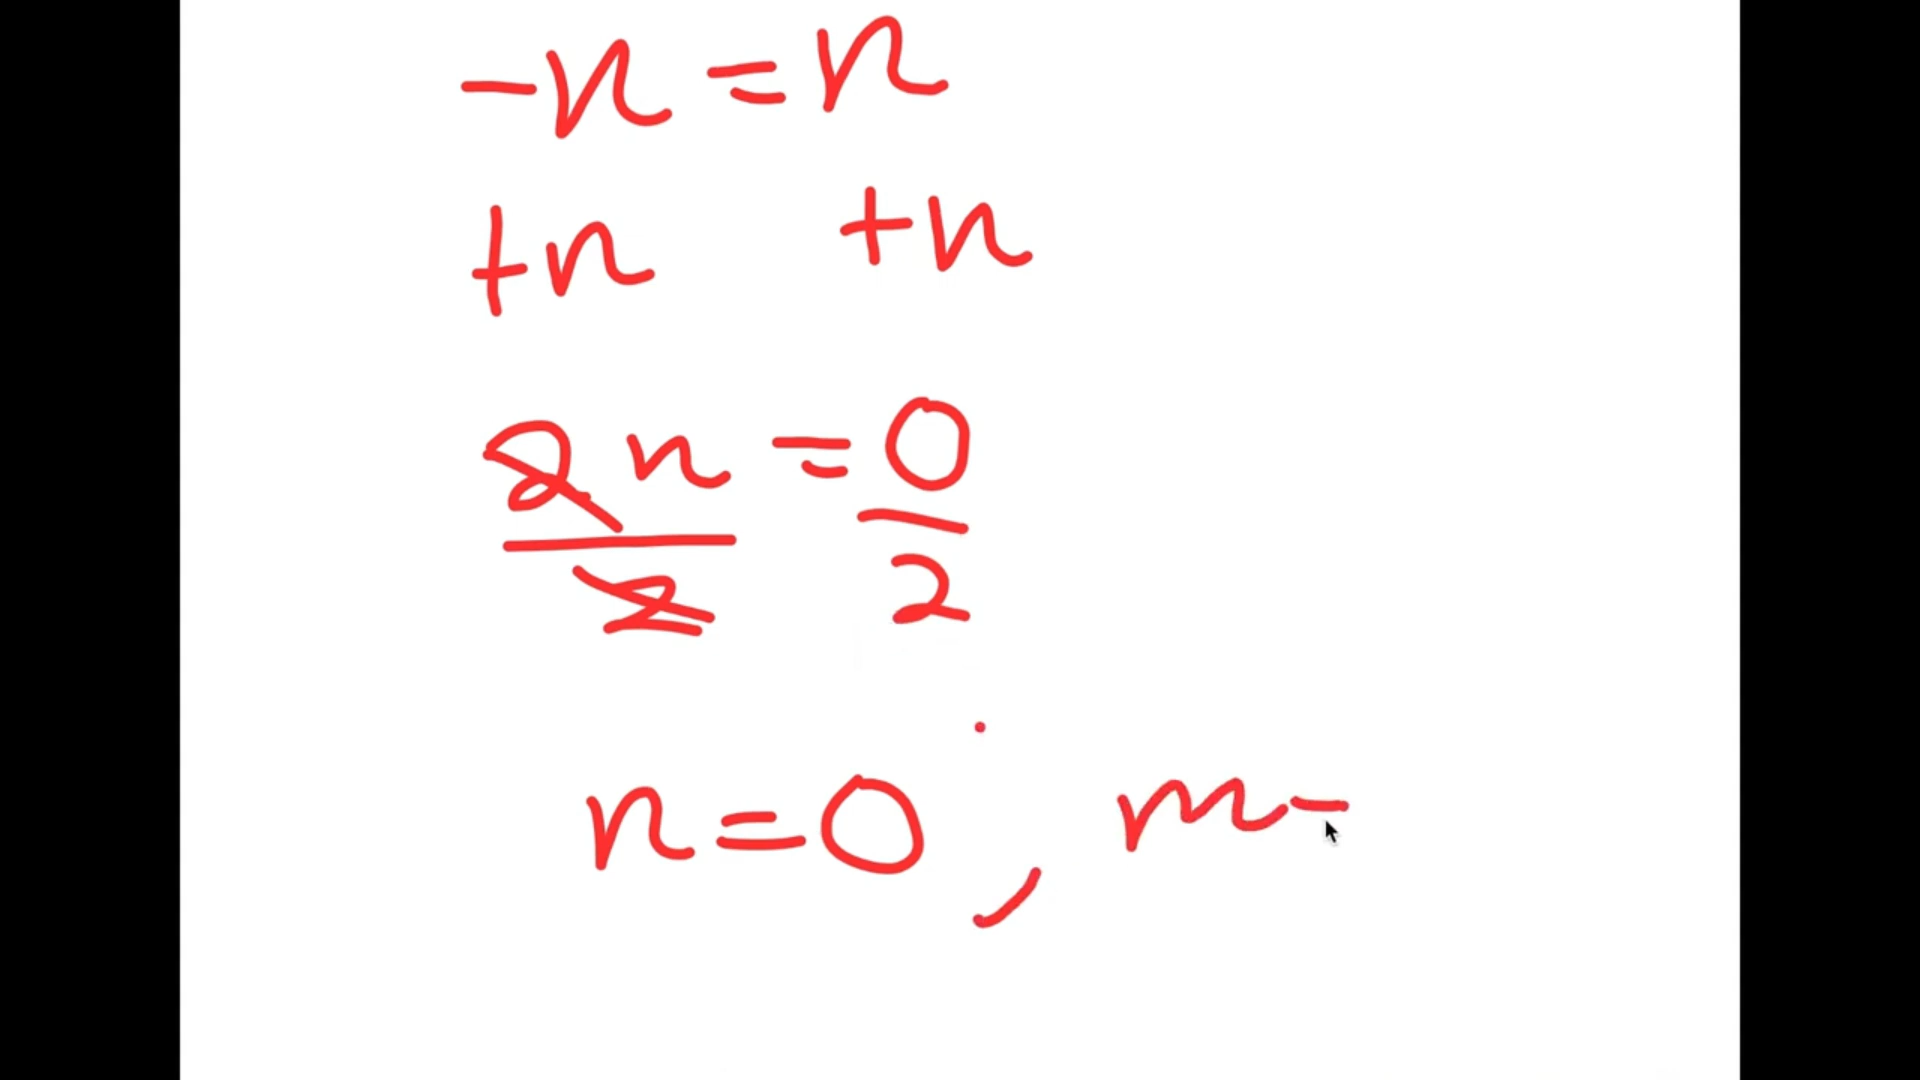 -n=n
+n +n
2n=0
2 2
n=0, m-